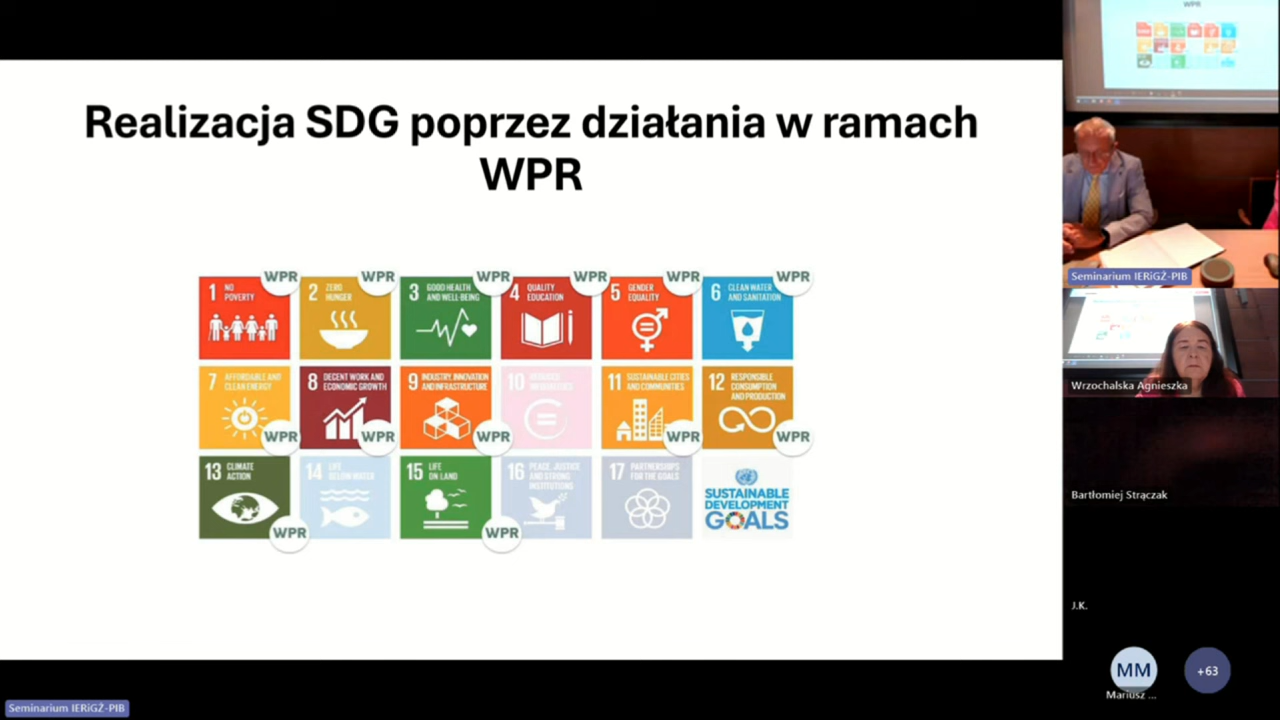 Realizacja SDG poprzez działania w ramach
WPR
WPR
WPR
WPR
WPR
WPR
WPR
1 NO
POVERTY
2 ZERO
HUNGER
3 GOOD HEALTH
AND WELL-BEING
4 QUALITY
EDUCATION
5 GENDER
EQUALITY
6 CLEAN WATER
AND SANITATION
7 AFFORDABLE AND
CLEAN ENERGY
8 DECENT WORK AND
ECONOMIC GROWTH
9 INDUSTRY, INNOVATION
AND INFRASTRUCTURE
10
11 SUSTAINABLE CITIES
AND COMMUNITIES
12 RESPONSIBLE
CONSUMPTION
AND PRODUCTION
WPR
WPR
WPR
WPR
WPR
13 CLIMATE
ACTION
14 LIFE
BELOW WATER
15 LIFE
ON LAND
16 PEACE, JUSTICE
AND STRONG
INSTITUTIONS
17 PARTNERSHIPS
FOR THE GOALS
SUSTAINABLE
DEVELOPMENT
GOALS
WPR
WPR
WPR
Seminarium IERiGŻ-PIB
Wrzochalska Agnieszka
Bartłomiej Strączak
J.K.
MM
+63
Mariusz ...
Seminarium IERiGŻ-PIB